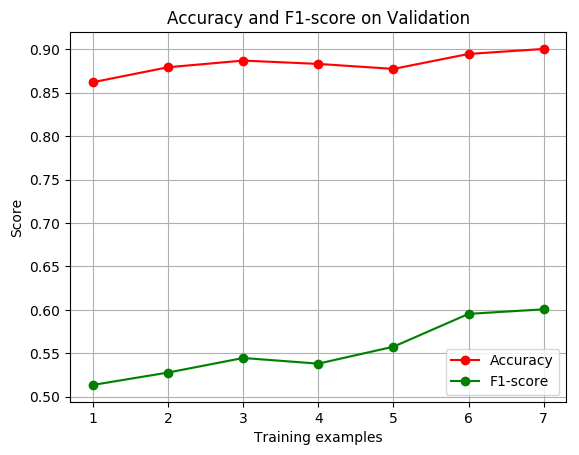 Accuracy and F1-score on Validation
0.90
0.85
0.80
0.75
0.70
0.65
0.60
0.55
0.50
Score
Accuracy
F1-score
1 2 3 4 5 6 7
Training examples